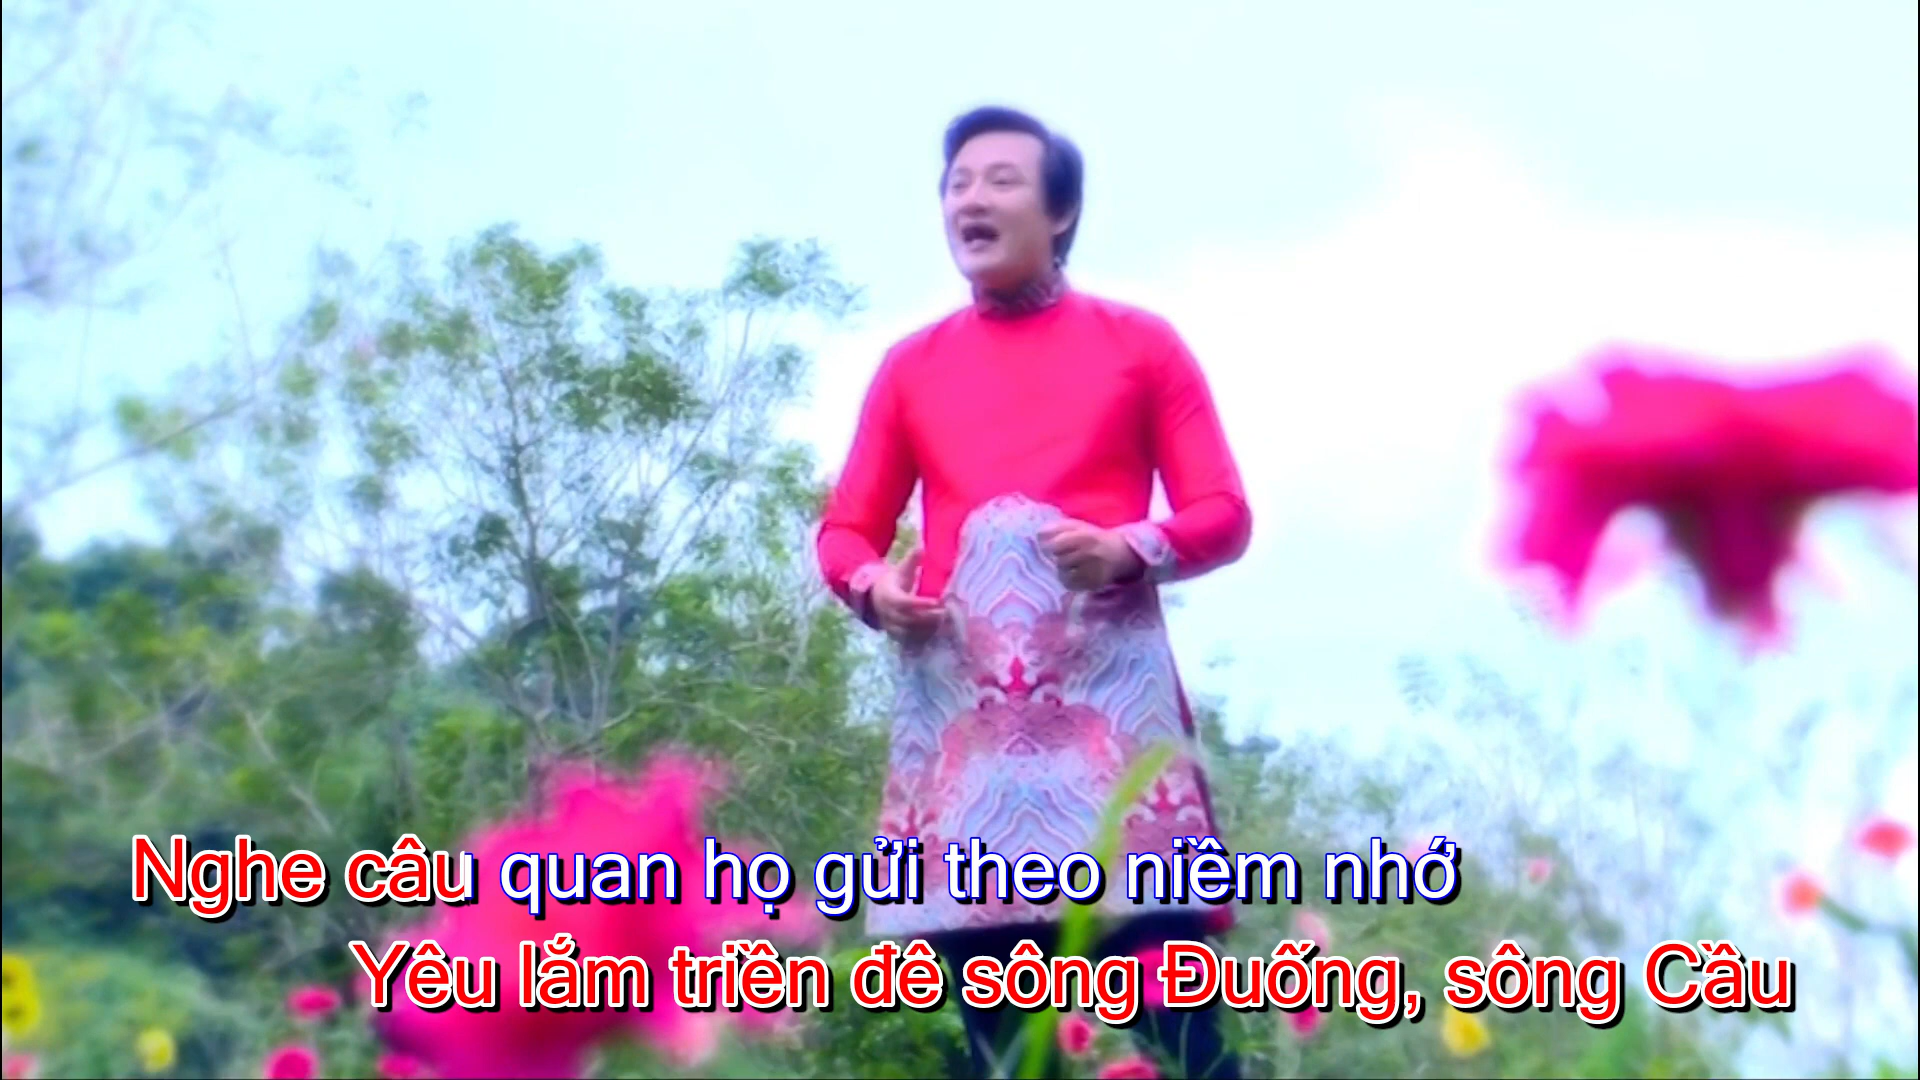 Nghe câu quan họ gửi theo niềm nhớ
Yêu lắm triền đê sông Đuống, sông Cầu